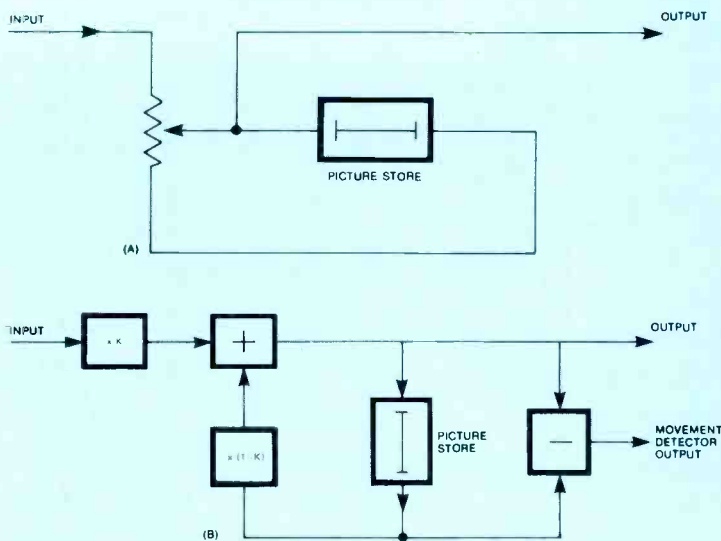 INPUT
OUTPUT
PICTURE STORE
(A)
INPUT
x K
+
OUTPUT
x (1-K)
PICTURE
STORE
−
MOVEMENT
DETECTOR
OUTPUT
(B)